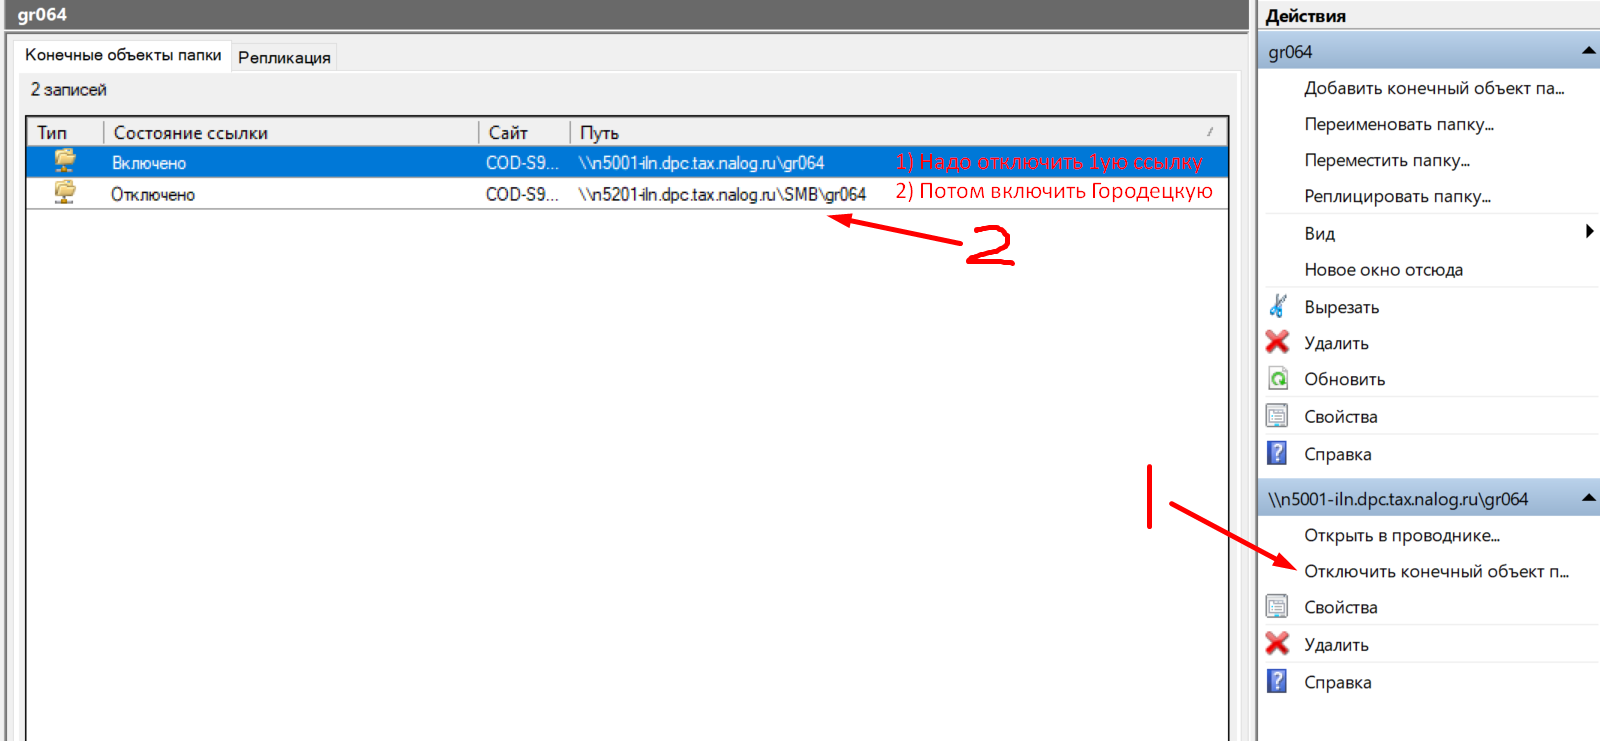 gr064
Конечные объекты папки
Репликация
2 записей
Тип Состояние ссылки Сайт Путь
Включено COD-S9... \\n5001-iln.dpc.tax.nalog.ru\gr064 1) Надо отключить 1ую ссылку
Отключено COD-S9... \\n5201-iln.dpc.tax.nalog.ru\SMB\gr064 2) Потом включить Городецкую
2
1
Действия
gr064
Добавить конечный объект па...
Переименовать папку...
Переместить папку...
Реплицировать папку...
Вид
Новое окно отсюда
Вырезать
Удалить
Обновить
Свойства
Справка
\\n5001-iln.dpc.tax.nalog.ru\gr064
Открыть в проводнике...
Отключить конечный объект п...
Свойства
Удалить
Справка